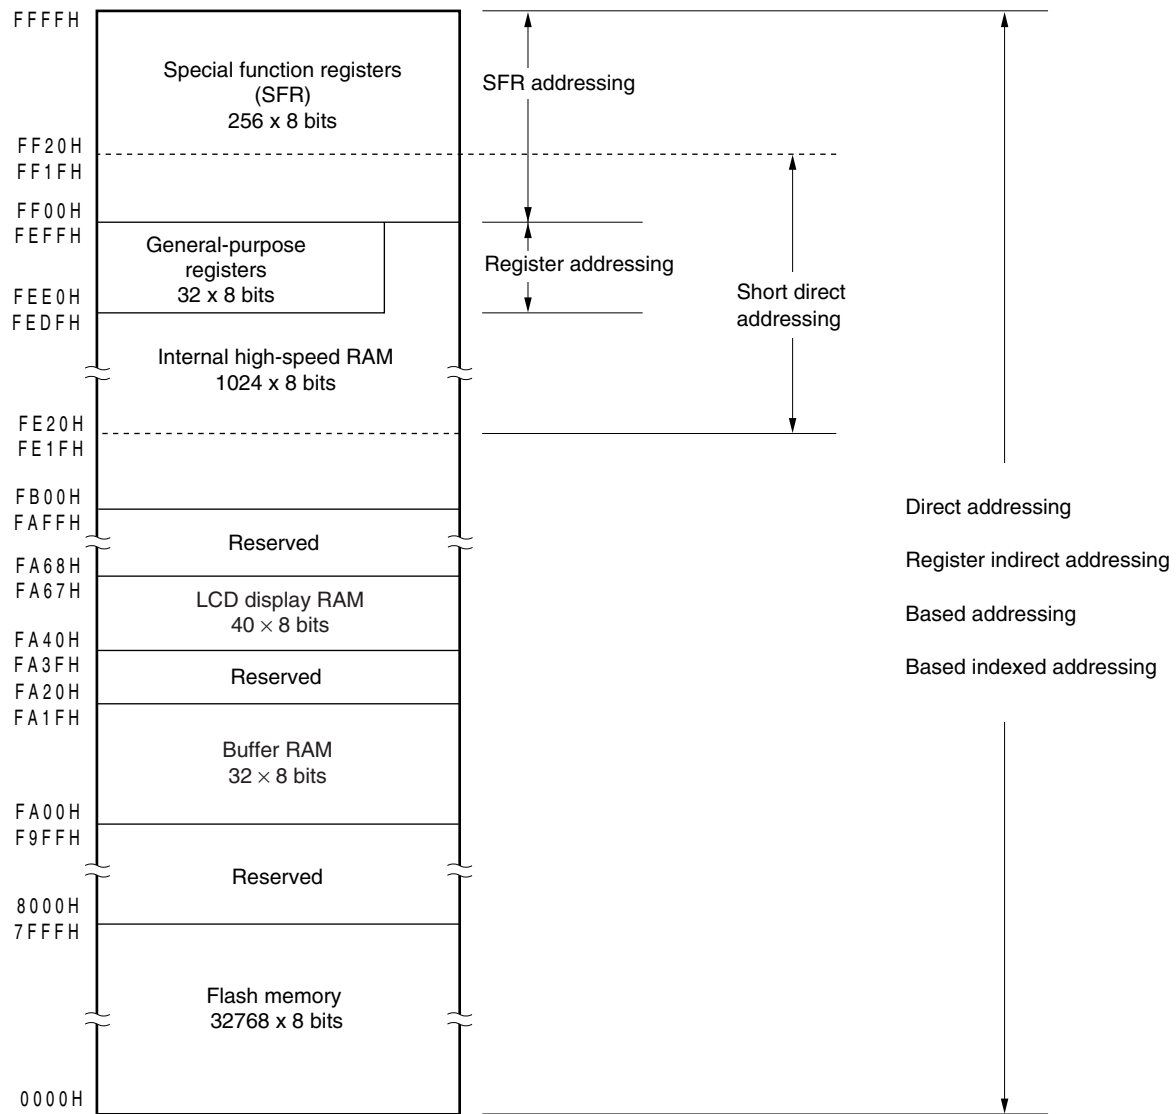 FFFFH
Special function registers
(SFR)
256 x 8 bits
SFR addressing
FF20H
FF1FH
FF00H
FEFFH
General-purpose
registers
32 x 8 bits
Register addressing
FEE0H
FEDFH
Short direct
addressing
Internal high-speed RAM
1024 x 8 bits
FE20H
FE1FH
FB00H
FAFFH
Direct addressing
Reserved
Register indirect addressing
FA68H
FA67H
LCD display RAM
40 × 8 bits
Based addressing
FA40H
FA3FH
Reserved
Based indexed addressing
FA20H
FA1FH
Buffer RAM
32 × 8 bits
FA00H
F9FFH
Reserved
8000H
7FFFH
Flash memory
32768 x 8 bits
0000H